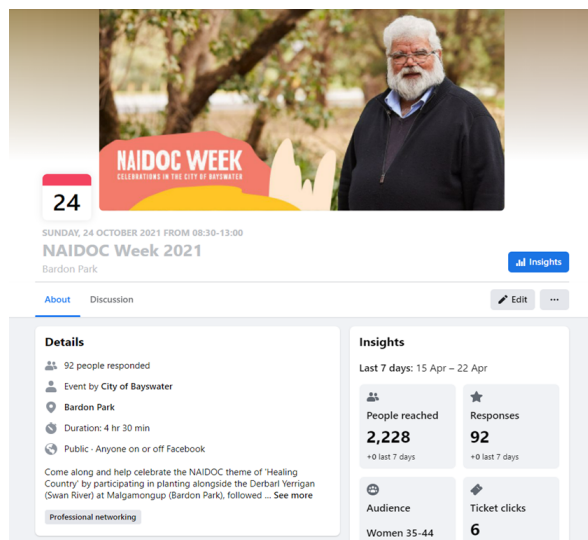 NAIDOC WEEK
CELEBRATIONS IN THE CITY OF BAYSWATER
24
SUNDAY, 24 OCTOBER 2021 FROM 08:30-13:00
NAIDOC Week 2021
Bardon Park
Insights
About Discussion
Edit ...
Details
92 people responded
Event by City of Bayswater
Bardon Park
Duration: 4 hr 30 min
Public · Anyone on or off Facebook
Come along and help celebrate the NAIDOC theme of 'Healing
Country' by participating in planting alongside the Derbarl Yerrigan
(Swan River) at Malgamongup (Bardon Park), followed ... See more
Professional networking
Insights
Last 7 days: 15 Apr – 22 Apr
People reached
2,228
+0 last 7 days
Responses
92
+0 last 7 days
Audience
Women 35-44
Ticket clicks
6